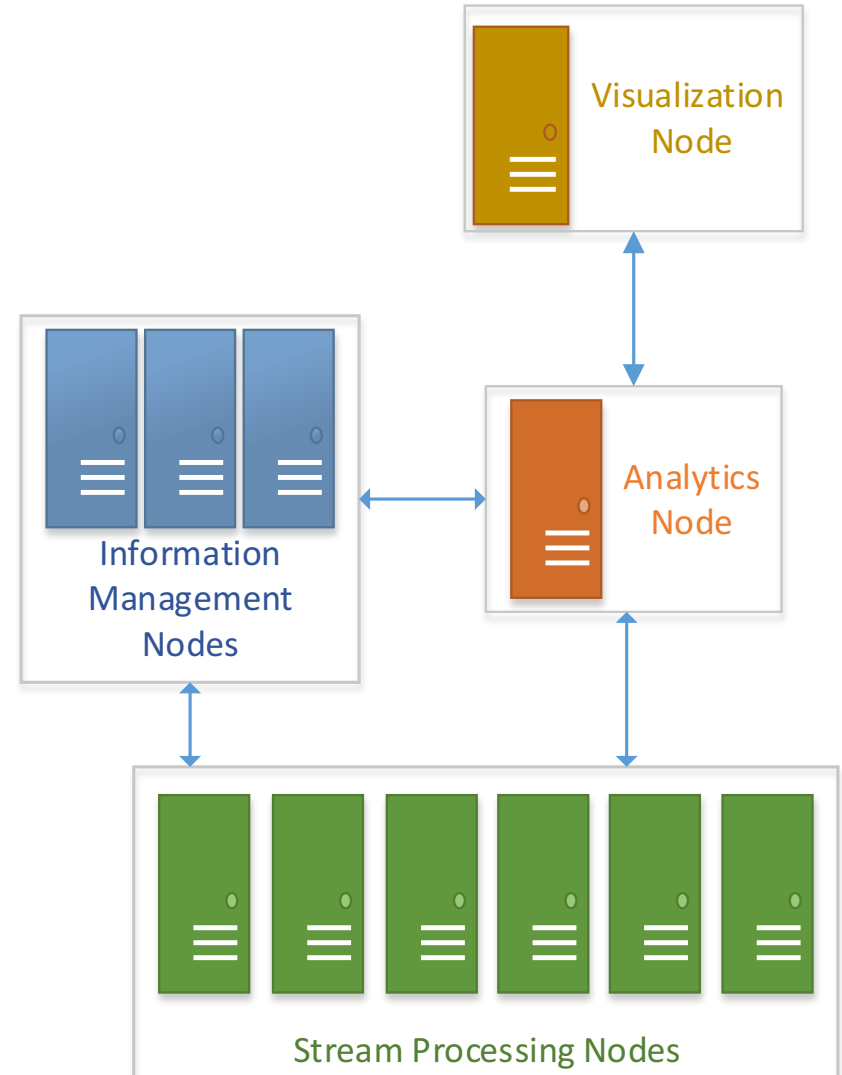 Visualization
Node
Analytics
Node
Information
Management
Nodes
Stream Processing Nodes